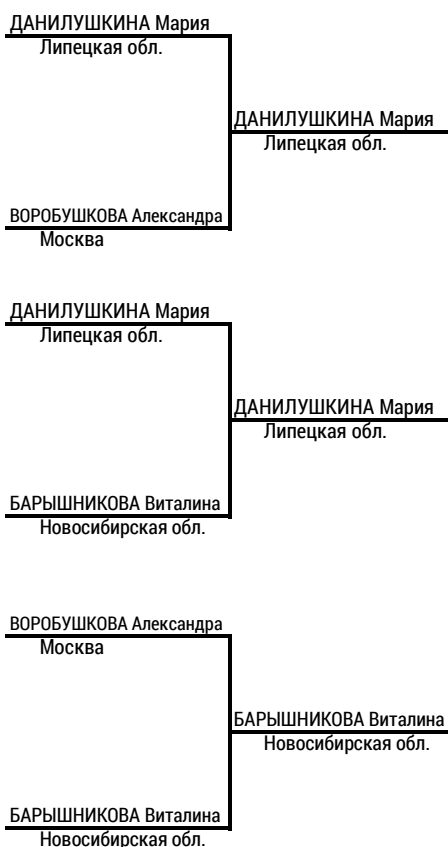 ДАНИЛУШКИНА Мария
Липецкая обл.
ДАНИЛУШКИНА Мария
Липецкая обл.
ВОРОБУШКОВА Александра
Москва
ДАНИЛУШКИНА Мария
Липецкая обл.
ДАНИЛУШКИНА Мария
Липецкая обл.
БАРЫШНИКОВА Виталина
Новосибирская обл.
ВОРОБУШКОВА Александра
Москва
БАРЫШНИКОВА Виталина
Новосибирская обл.
БАРЫШНИКОВА Виталина
Новосибирская обл.